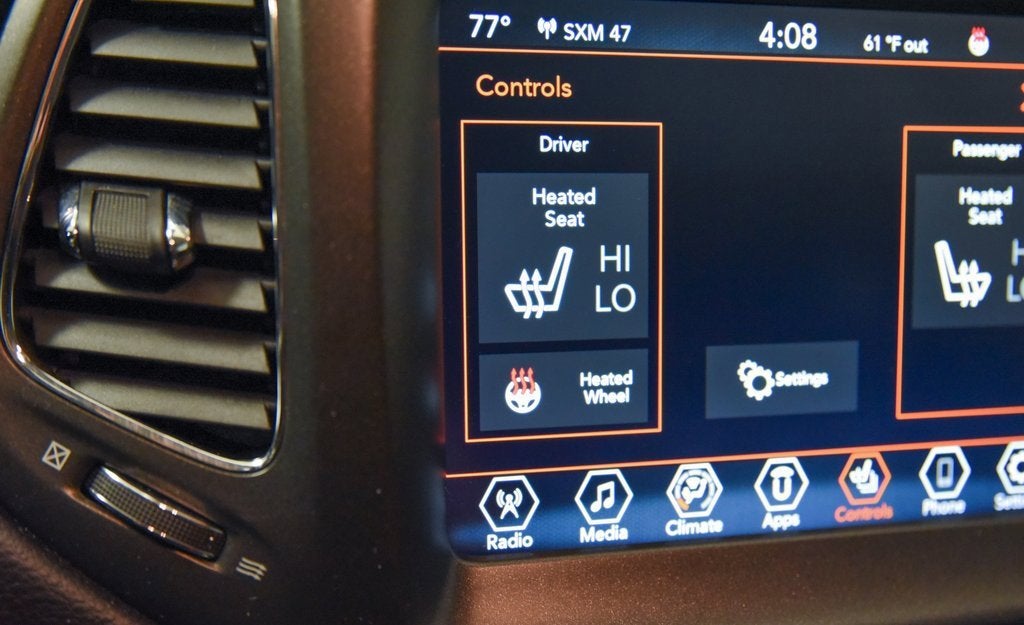 77° SXM 47 4:08 61 °F out
Controls
Driver
Heated
Seat
HI
LO
Heated
Wheel
Settings
Passenger
Heated
Seat
Radio
Media
Climate
Apps
Controls
Phone